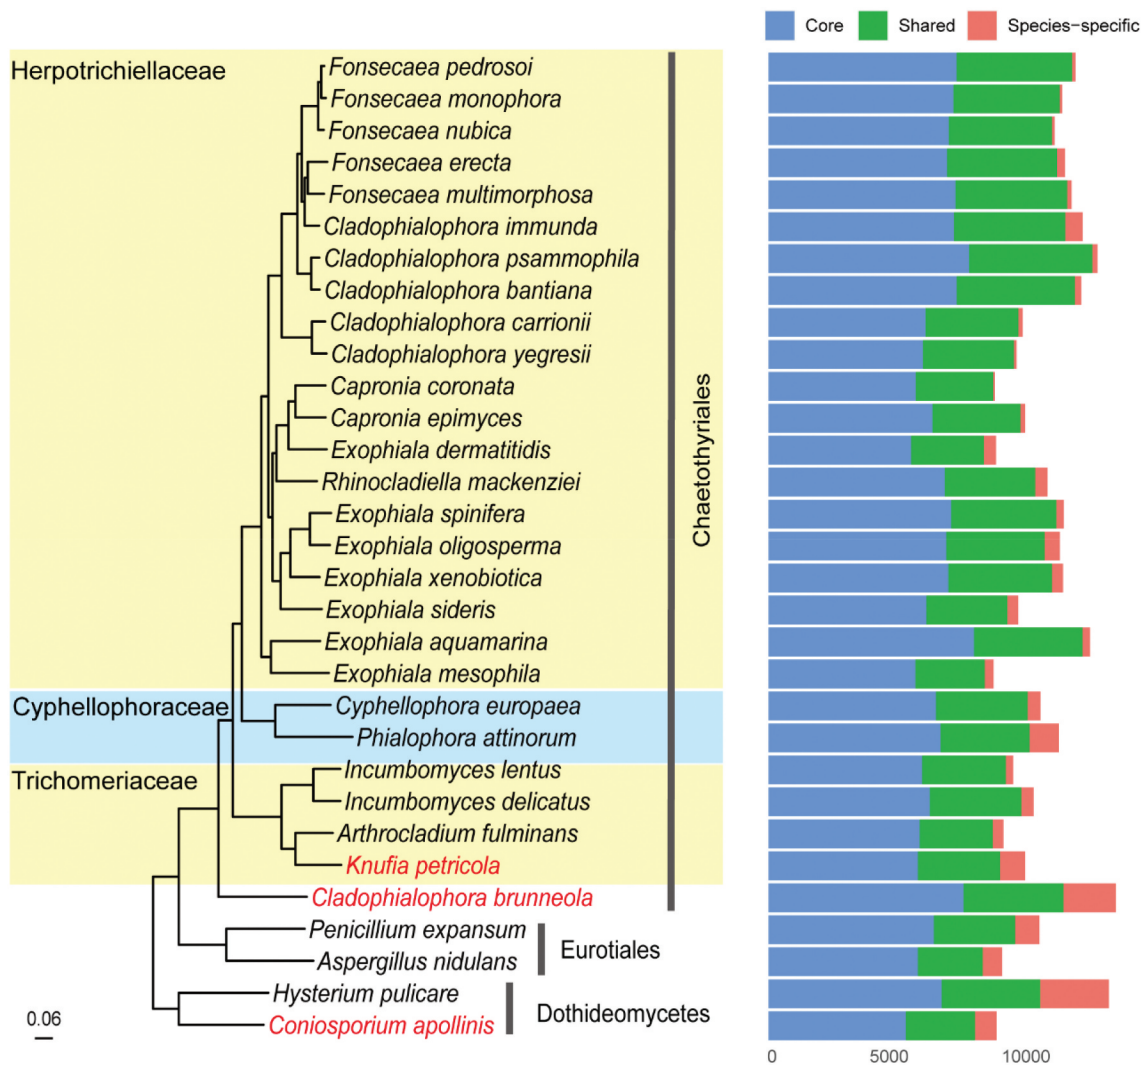 Core Shared Species-specific
Herpotrichiellaceae
Fonsecaea pedrosoi
Fonsecaea monophora
Fonsecaea nubica
Fonsecaea erecta
Fonsecaea multimorphosa
Cladophialophora immunda
Cladophialophora psammophila
Cladophialophora bantiana
Cladophialophora carrionii
Cladophialophora yegresii
Capronia coronata
Capronia epimyces
Exophiala dermatitidis
Rhinocladiella mackenziei
Exophiala spinifera
Exophiala oligosperma
Exophiala xenobiotica
Exophiala sideris
Exophiala aquamarina
Exophiala mesophila
Chaetothyriales
Cyphellophoraceae
Cyphellophora europaea
Phialophora attinorum
Trichomeriaceae
Incumbomyces lentus
Incumbomyces delicatus
Arthrocladium fulminans
Knufia petricola
Cladophialophora brunneola
Penicillium expansum
Aspergillus nidulans
Eurotiales
Hysterium pulicare
Coniosporium apollinis
Dothideomycetes
0.06
0 5000 10000